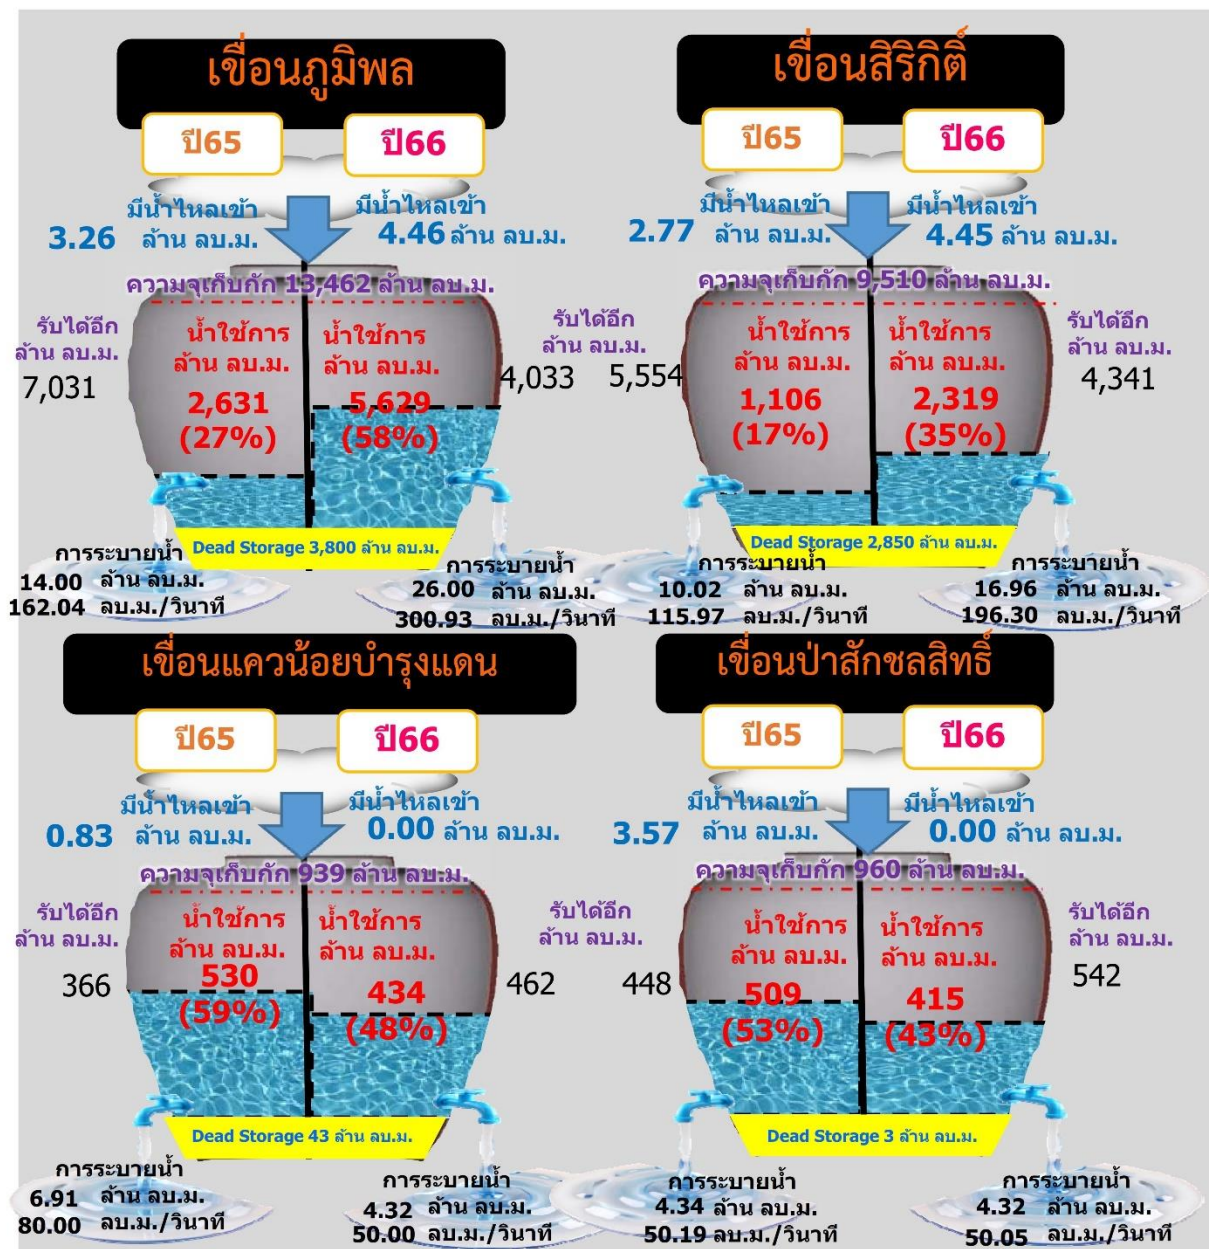 เขื่อนภูมิพล
ปี65
ปี66
มีน้ำไหลเข้า
3.26 ล้าน ลบ.ม.
มีน้ำไหลเข้า
4.46 ล้าน ลบ.ม.
ความจุเก็บกัก 13,462 ล้าน ลบ.ม.
รับได้อีก
ล้าน ลบ.ม.
7,031
น้ำใช้การ
ล้าน ลบ.ม.
2,631
(27%)
น้ำใช้การ
ล้าน ลบ.ม.
5,629
(58%)
รับได้อีก
ล้าน ลบ.ม.
4,033
Dead Storage 3,800 ล้าน ลบ.ม.
การระบายน้ำ
14.00 ล้าน ลบ.ม.
162.04 ลบ.ม./วินาที
การระบายน้ำ
26.00 ล้าน ลบ.ม.
300.93 ลบ.ม./วินาที
เขื่อนสิริกิติ์
ปี65
ปี66
มีน้ำไหลเข้า
2.77 ล้าน ลบ.ม.
มีน้ำไหลเข้า
4.45 ล้าน ลบ.ม.
ความจุเก็บกัก 9,510 ล้าน ลบ.ม.
5,554
น้ำใช้การ
ล้าน ลบ.ม.
1,106
(17%)
น้ำใช้การ
ล้าน ลบ.ม.
2,319
(35%)
รับได้อีก
ล้าน ลบ.ม.
4,341
Dead Storage 2,850 ล้าน ลบ.ม.
การระบายน้ำ
10.02 ล้าน ลบ.ม.
115.97 ลบ.ม./วินาที
การระบายน้ำ
16.96 ล้าน ลบ.ม.
196.30 ลบ.ม./วินาที
เขื่อนแควน้อยบำรุงแดน
ปี65
ปี66
มีน้ำไหลเข้า
0.83 ล้าน ลบ.ม.
มีน้ำไหลเข้า
0.00 ล้าน ลบ.ม.
ความจุเก็บกัก 939 ล้าน ลบ.ม.
รับได้อีก
ล้าน ลบ.ม.
366
น้ำใช้การ
ล้าน ลบ.ม.
530
(59%)
น้ำใช้การ
ล้าน ลบ.ม.
434
(48%)
รับได้อีก
ล้าน ลบ.ม.
462
Dead Storage 43 ล้าน ลบ.ม.
การระบายน้ำ
6.91 ล้าน ลบ.ม.
80.00 ลบ.ม./วินาที
การระบายน้ำ
4.32 ล้าน ลบ.ม.
50.00 ลบ.ม./วินาที
เขื่อนป่าสักชลสิทธิ์
ปี65
ปี66
มีน้ำไหลเข้า
3.57 ล้าน ลบ.ม.
มีน้ำไหลเข้า
0.00 ล้าน ลบ.ม.
ความจุเก็บกัก 960 ล้าน ลบ.ม.
448
น้ำใช้การ
ล้าน ลบ.ม.
509
(53%)
น้ำใช้การ
ล้าน ลบ.ม.
415
(43%)
รับได้อีก
ล้าน ลบ.ม.
542
Dead Storage 3 ล้าน ลบ.ม.
การระบายน้ำ
4.34 ล้าน ลบ.ม.
50.19 ลบ.ม./วินาที
การระบายน้ำ
4.32 ล้าน ลบ.ม.
50.05 ลบ.ม./วินาที